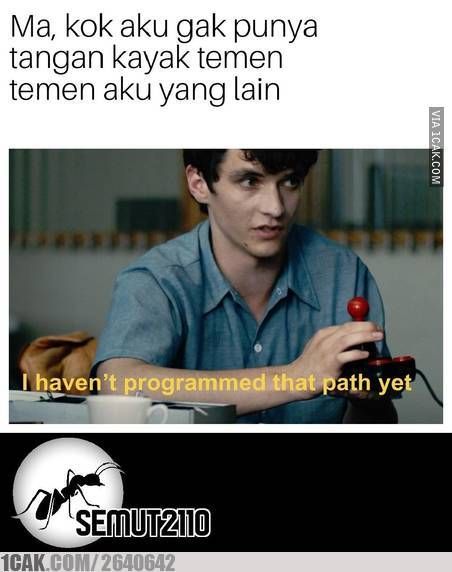 Ma, kok aku gak punya
tangan kayak temen
temen aku yang lain
VIA 1CAK.COM
I haven't programmed that path yet
SEMUT2110
1CAK.COM/2640642